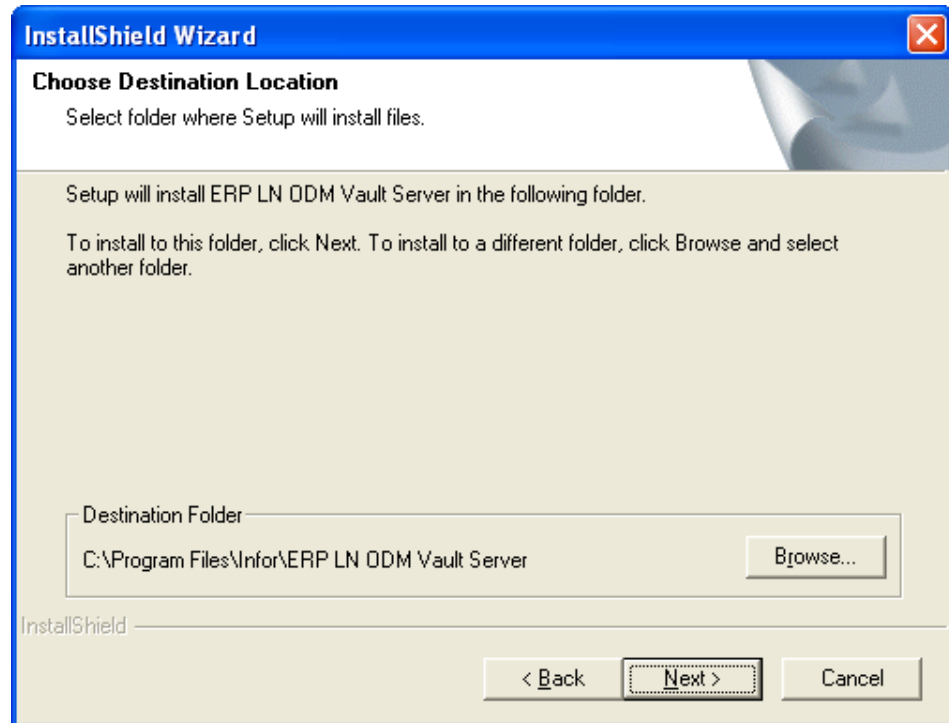 InstallShield Wizard
Choose Destination Location
Select folder where Setup will install files.
Setup will install ERP LN ODM Vault Server in the following folder.
To install to this folder, click Next. To install to a different folder, click Browse and select
another folder.
Destination Folder
C:\Program Files\Infor\ERP LN ODM Vault Server
Browse...
InstallShield
< Back
Next >
Cancel